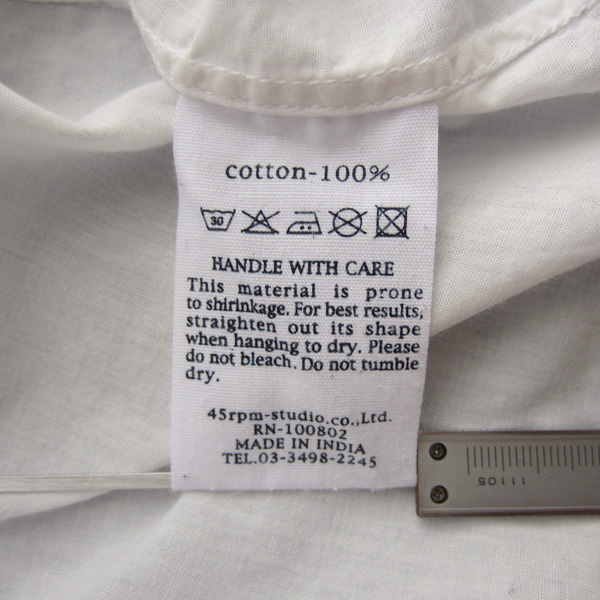 cotton-100%
30
HANDLE WITH CARE
This material is prone
to shirinkage. For best results,
straighten out its shape
when hanging to dry. Please
do not bleach. Do not tumble
dry.
45rpm-studio.co.,Ltd.
RN-100802
MADE IN INDIA
TEL.03-3498-2245
11105